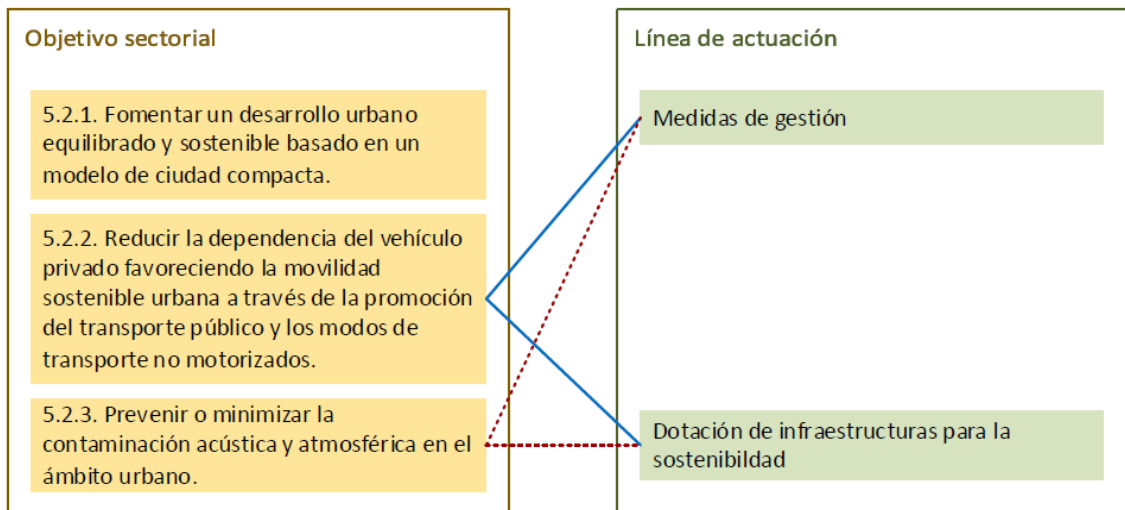 Objetivo sectorial
5.2.1. Fomentar un desarrollo urbano
equilibrado y sostenible basado en un
modelo de ciudad compacta.
5.2.2. Reducir la dependencia del vehículo
privado favoreciendo la movilidad
sostenible urbana a través de la promoción
del transporte público y los modos de
transporte no motorizados.
5.2.3. Prevenir o minimizar la
contaminación acústica y atmosférica en el
ámbito urbano.
Línea de actuación
Medidas de gestión
Dotación de infraestructuras para la
sostenibildad